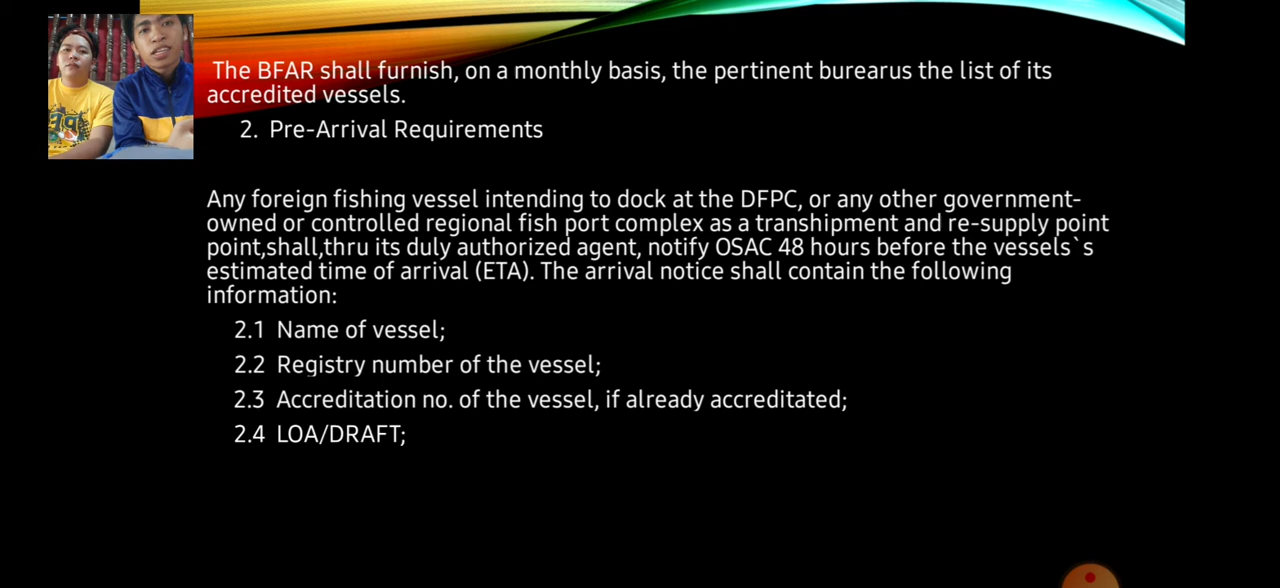 The BFAR shall furnish, on a monthly basis, the pertinent burearus the list of its
accredited vessels.
2. Pre-Arrival Requirements
Any foreign fishing vessel intending to dock at the DFPC, or any other government-
owned or controlled regional fish port complex as a transhipment and re-supply point
point,shall,thru its duly authorized agent, notify OSAC 48 hours before the vessels`s
estimated time of arrival (ETA). The arrival notice shall contain the following
information:
2.1 Name of vessel;
2.2 Registry number of the vessel;
2.3 Accreditation no. of the vessel, if already accreditated;
2.4 LOA/DRAFT;